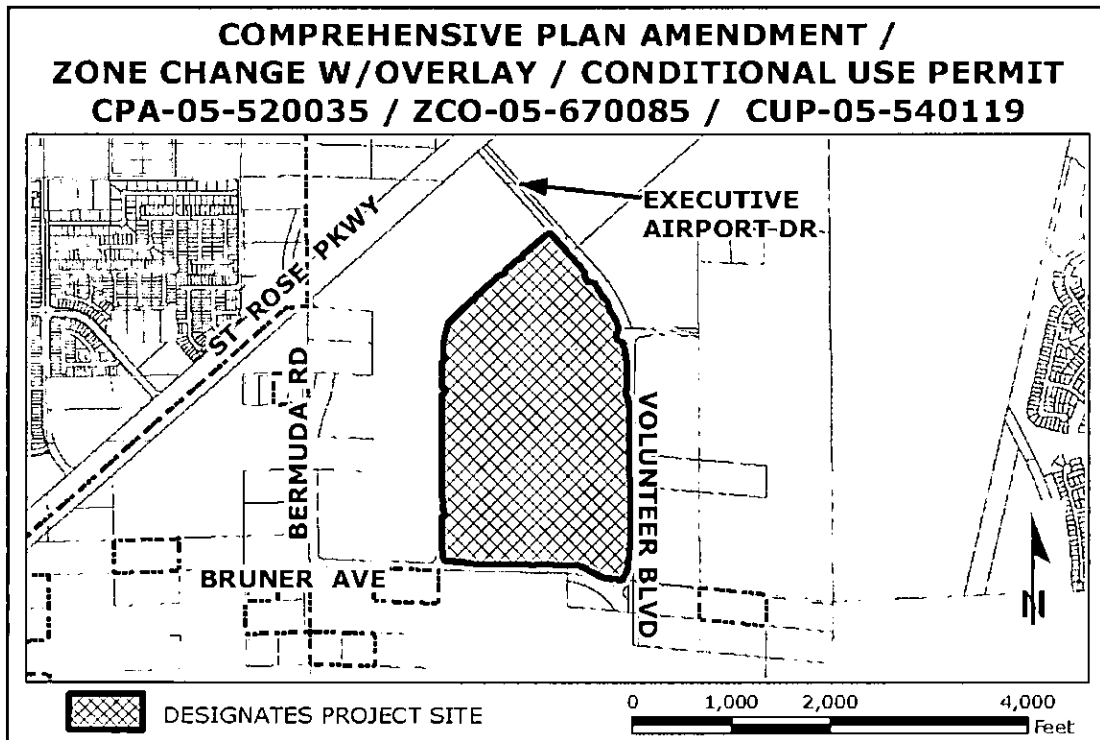 COMPREHENSIVE PLAN AMENDMENT /
ZONE CHANGE W/OVERLAY / CONDITIONAL USE PERMIT
CPA-05-520035 / ZCO-05-670085 / CUP-05-540119
EXECUTIVE
AIRPORT DR
ST ROSE PKWY
BERMUDA RD
VOLUNTEER BLVD
BRUNER AVE
N
DESIGNATES PROJECT SITE
0 1,000 2,000 4,000
Feet